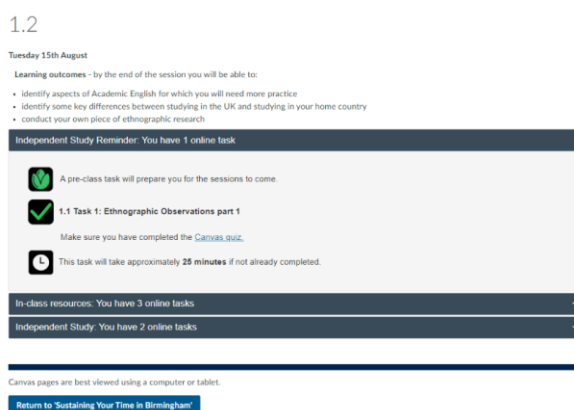 1.2
Tuesday 15th August
Learning outcomes - by the end of the session you will be able to:
identify aspects of Academic English for which you will need more practice
identify some key differences between studying in the UK and studying in your home country
conduct your own piece of ethnographic research
Independent Study Reminder: You have 1 online task
A pre-class task will prepare you for the sessions to come.
1.1 Task 1: Ethnographic Observations part 1
Make sure you have completed the Canvas quiz.
This task will take approximately 25 minutes if not already completed.
In-class resources: You have 3 online tasks
Independent Study: You have 2 online tasks
Canvas pages are best viewed using a computer or tablet.
Return to 'Sustaining Your Time in Birmingham'